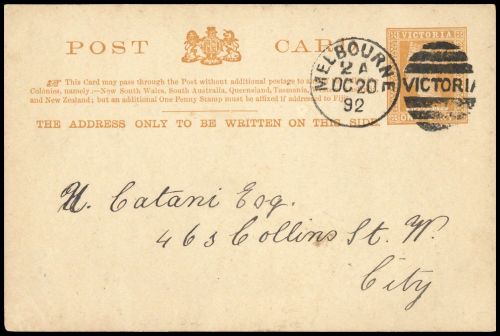 VICTORIA
POST CARD
MELBOURNE
2 A
OC 20
92
VICTORIA
☞ This Card may pass through the Post without additional postage to a
Colonies, namely:—New South Wales, South Australia, Queensland, Tasmania,
and New Zealand; but an additional One Penny Stamp must be affixed if addressed to Fiji.
THE ADDRESS ONLY TO BE WRITTEN ON THIS SIDE.
U. Catani Esq.
463 Collins St. W.
City